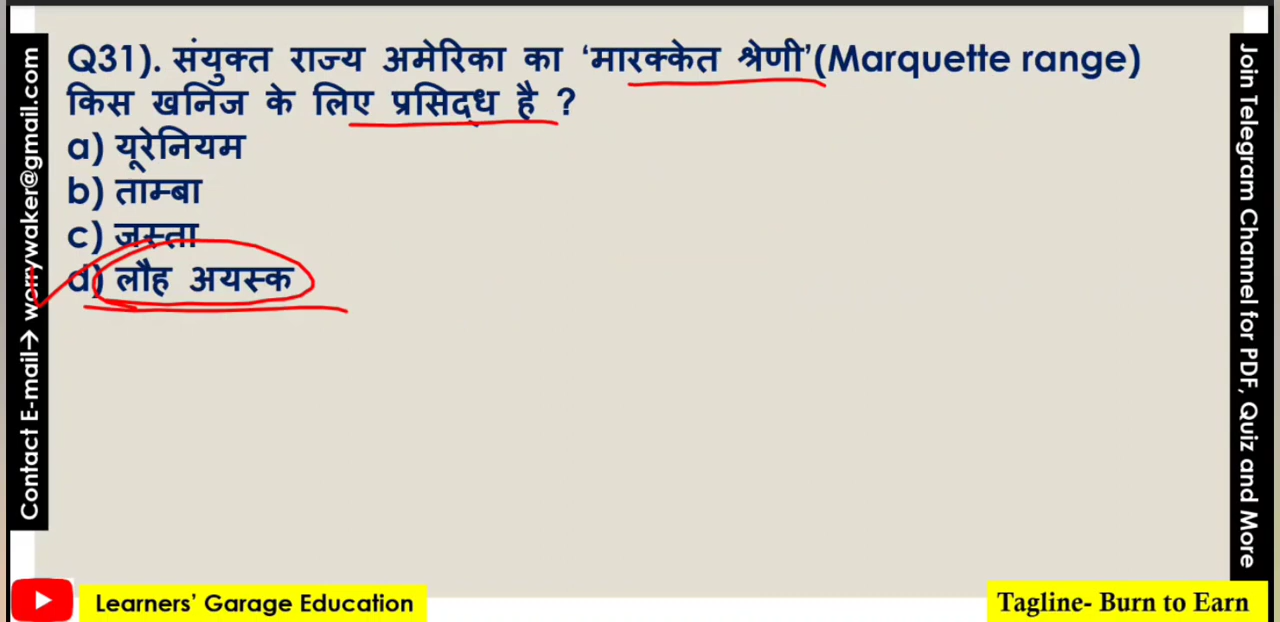 Q31). संयुक्त राज्य अमेरिका का ‘मारक्केत श्रेणी’(Marquette range)
किस खनिज के लिए प्रसिद्ध है ?
a) यूरेनियम
b) ताम्बा
c) जस्ता
d) लौह अयस्क
Contact E-mail→ worrywaker@gmail.com
Join Telegram Channel for PDF, Quiz and More
Learners’ Garage Education
Tagline- Burn to Earn